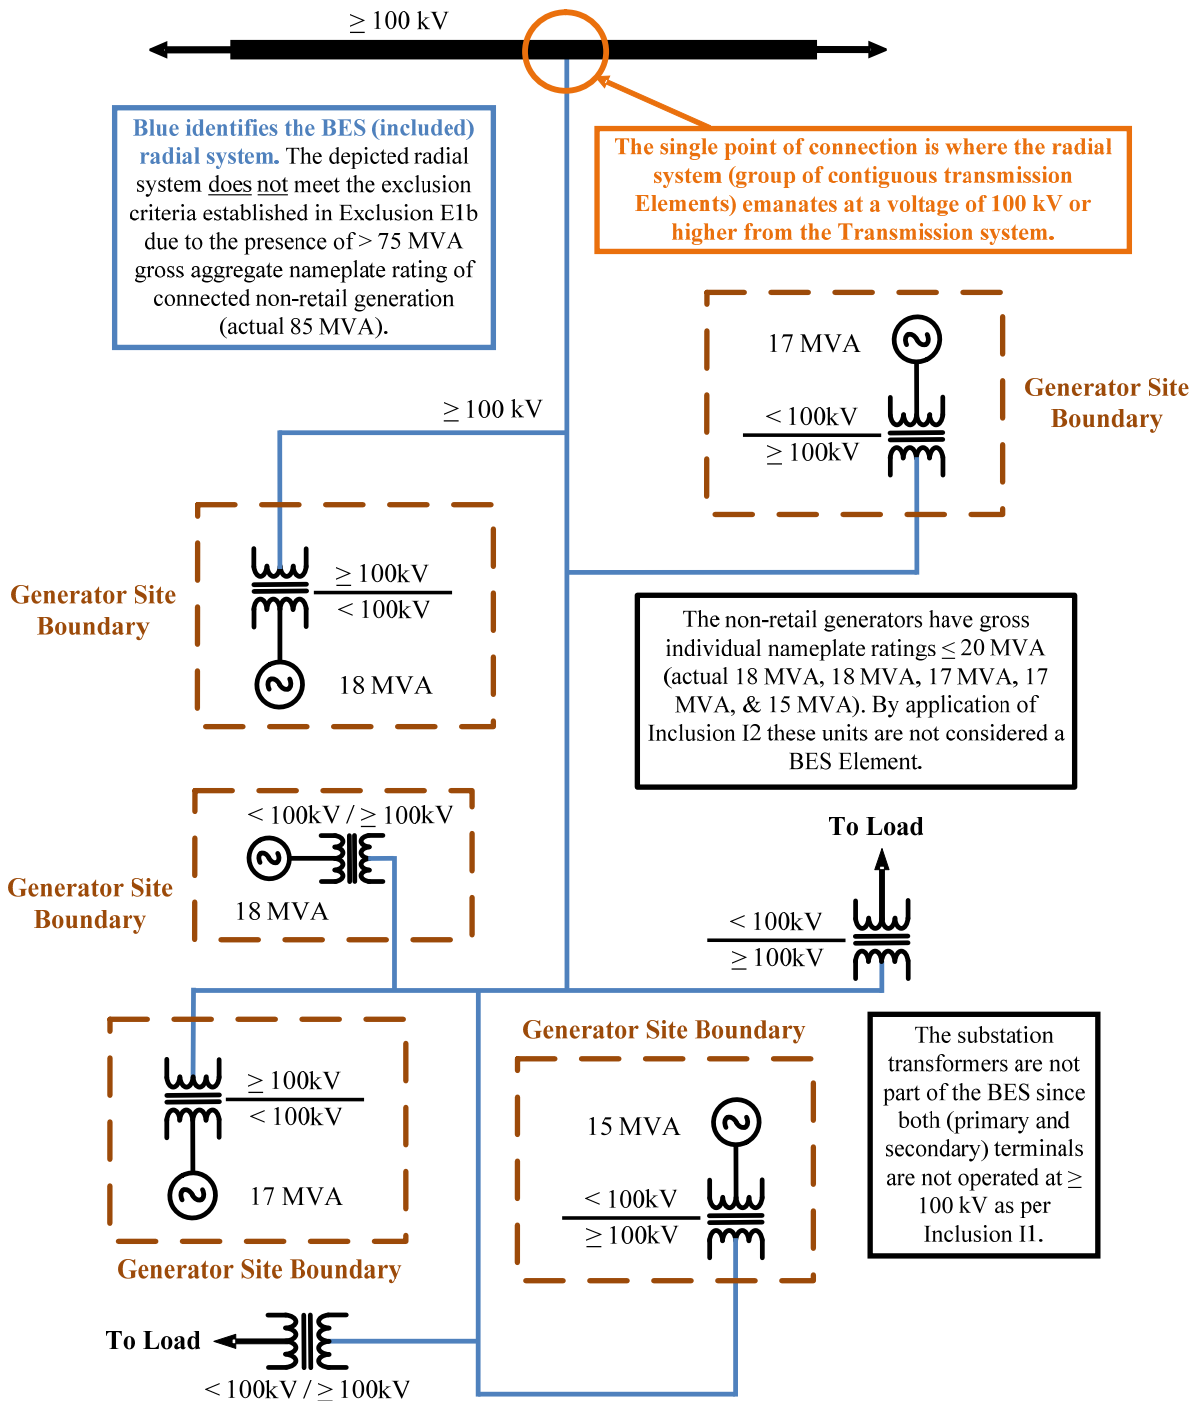 ≥ 100 kV
Blue identifies the BES (included)
radial system. The depicted radial
system does not meet the exclusion
criteria established in Exclusion E1b
due to the presence of > 75 MVA
gross aggregate nameplate rating of
connected non-retail generation
(actual 85 MVA).
The single point of connection is where the radial
system (group of contiguous transmission
Elements) emanates at a voltage of 100 kV or
higher from the Transmission system.
17 MVA
< 100kV
≥ 100kV
Generator Site
Boundary
≥ 100 kV
Generator Site
Boundary
≥ 100kV
< 100kV
18 MVA
The non-retail generators have gross
individual nameplate ratings ≤ 20 MVA
(actual 18 MVA, 18 MVA, 17 MVA, 17
MVA, & 15 MVA). By application of
Inclusion I2 these units are not considered a
BES Element.
< 100kV / ≥ 100kV
Generator Site
Boundary
18 MVA
To Load
< 100kV
≥ 100kV
≥ 100kV
< 100kV
17 MVA
Generator Site Boundary
Generator Site Boundary
15 MVA
< 100kV
≥ 100kV
The substation
transformers are not
part of the BES since
both (primary and
secondary) terminals
are not operated at ≥
100 kV as per
Inclusion I1.
To Load
< 100kV / ≥ 100kV